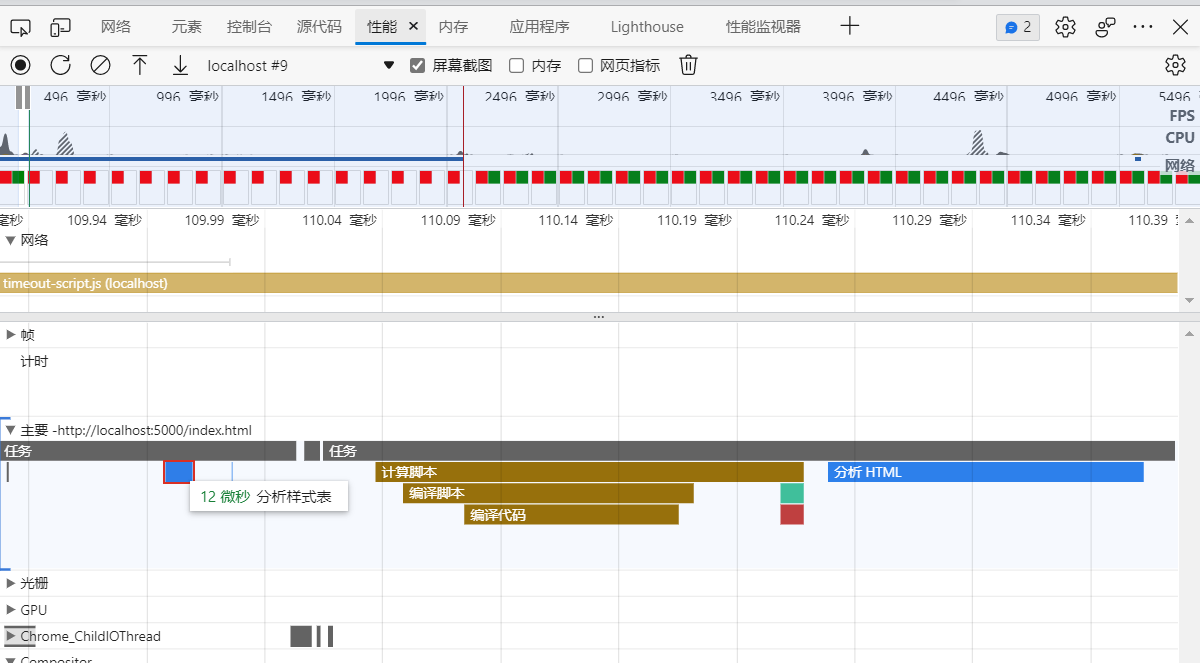 网络 元素 控制台 源代码 性能 × 内存 应用程序 Lighthouse 性能监视器 2
localhost #9 屏幕截图 内存 网页指标
496 毫秒 996 毫秒 1496 毫秒 1996 毫秒 2496 毫秒 2996 毫秒 3496 毫秒 3996 毫秒 4496 毫秒 4996 毫秒 5496
FPS
CPU
网络
毫秒 109.94 毫秒 109.99 毫秒 110.04 毫秒 110.09 毫秒 110.14 毫秒 110.19 毫秒 110.24 毫秒 110.29 毫秒 110.34 毫秒 110.39
网络
timeout-script.js (localhost)
帧
计时
主要 -http://localhost:5000/index.html
任务 任务
计算脚本 分析 HTML
编译脚本
12 微秒 分析样式表
编译代码
光栅
GPU
Chrome_ChildIOThread
Compositor